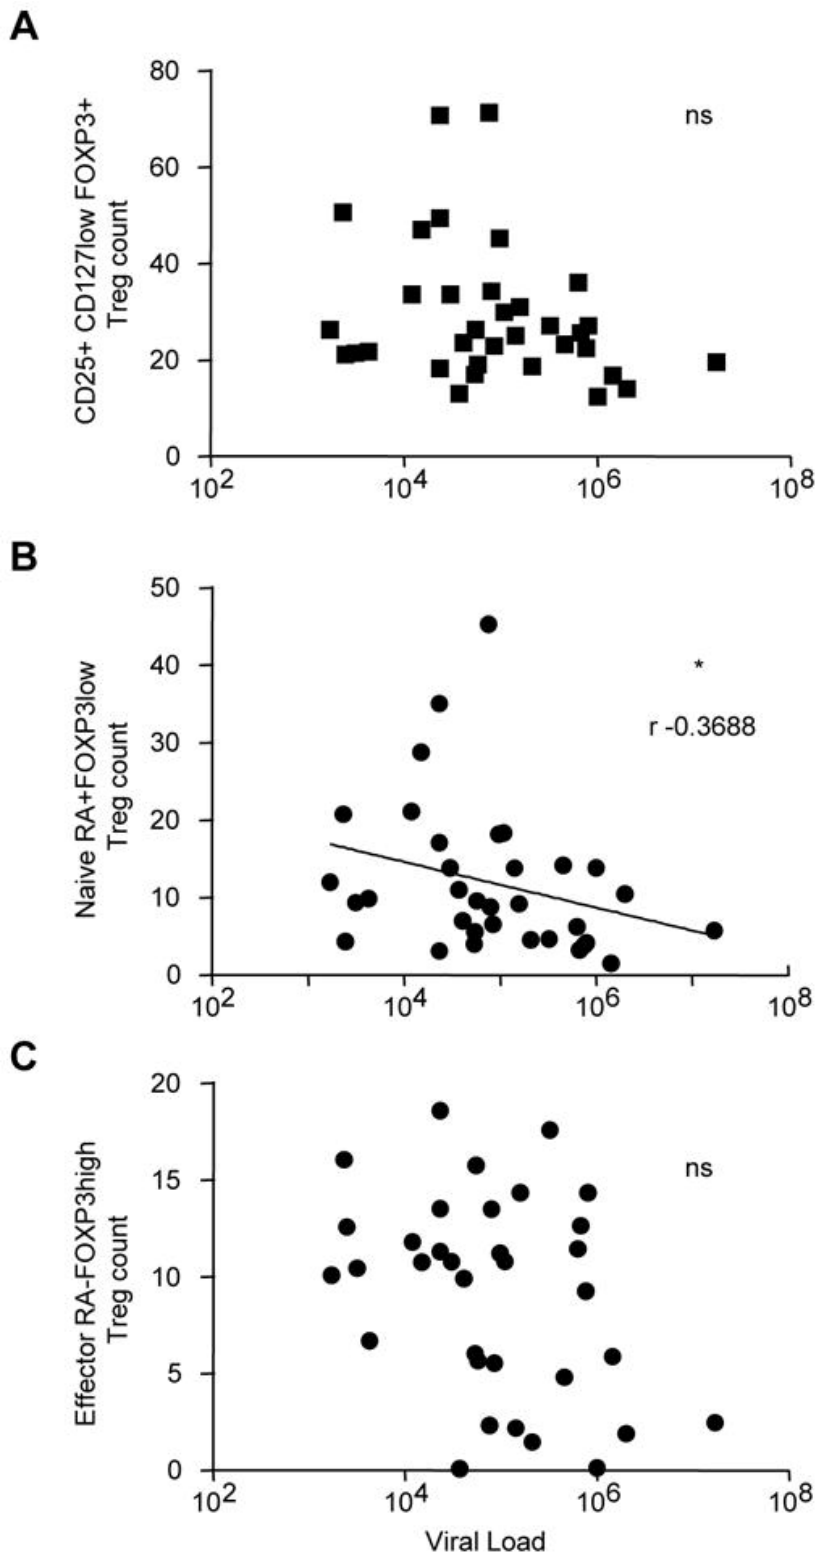 A
80
60
40
20
0
CD25+ CD127low FOXP3+
Treg count
ns
10²
10⁴
10⁶
10⁸
B
50
40
30
20
10
0
Naive RA+FOXP3low
Treg count
*
r -0.3688
10²
10⁴
10⁶
10⁸
C
20
15
10
5
0
Effector RA-FOXP3high
Treg count
ns
10²
10⁴
10⁶
10⁸
Viral Load